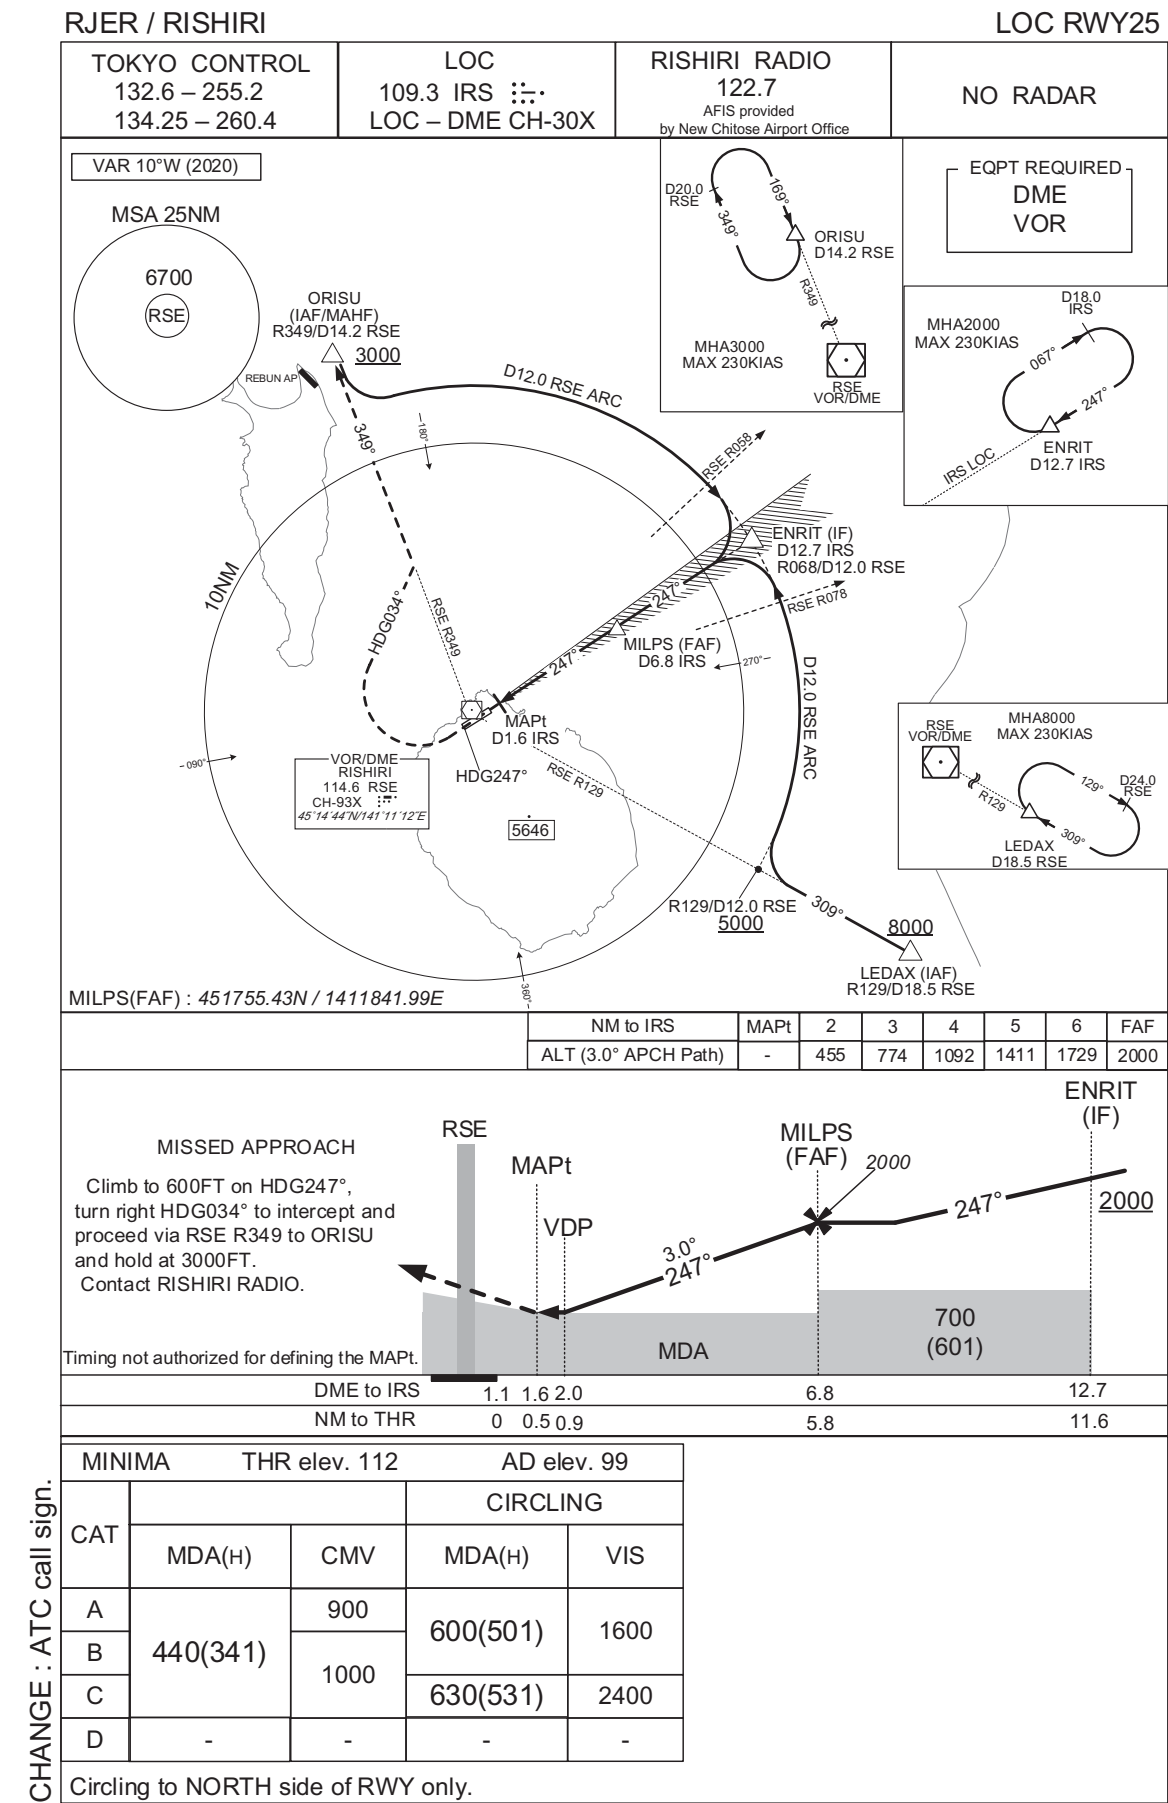 RJER / RISHIRI
LOC RWY25
TOKYO CONTROL
132.6 – 255.2
134.25 – 260.4
LOC
109.3 IRS
LOC – DME CH-30X
RISHIRI RADIO
122.7
AFIS provided
by New Chitose Airport Office
NO RADAR
VAR 10°W (2020)
MSA 25NM
6700
RSE
ORISU
(IAF/MAHF)
R349/D14.2 RSE
3000
REBUN AP
D20.0
RSE
169°
349°
ORISU
D14.2 RSE
R349
MHA3000
MAX 230KIAS
RSE
VOR/DME
EQPT REQUIRED
DME
VOR
D18.0
IRS
MHA2000
MAX 230KIAS
067°
247°
ENRIT
D12.7 IRS
IRS LOC
D12.0 RSE ARC
349°
180°
RSE R058
ENRIT (IF)
D12.7 IRS
R068/D12.0 RSE
10NM
HDG034°
RSE R349
247°
RSE R078
MILPS (FAF)
D6.8 IRS
270°
247°
D12.0 RSE ARC
MAPt
D1.6 IRS
HDG247°
090°
VOR/DME
RISHIRI
114.6 RSE
CH-93X
45°14'44"N/141°11'12"E
RSE R129
5646
RSE
VOR/DME
MHA8000
MAX 230KIAS
R129
129°
D24.0
RSE
309°
LEDAX
D18.5 RSE
R129/D12.0 RSE
5000
309°
8000
LEDAX (IAF)
R129/D18.5 RSE
360°
MILPS(FAF) : 451755.43N / 1411841.99E
NM to IRS MAPt 2 3 4 5 6 FAF
ALT (3.0° APCH Path) - 455 774 1092 1411 1729 2000
MISSED APPROACH
Climb to 600FT on HDG247°,
turn right HDG034° to intercept and
proceed via RSE R349 to ORISU
and hold at 3000FT.
Contact RISHIRI RADIO.
RSE
MAPt
VDP
MILPS
(FAF)
2000
ENRIT
(IF)
2000
3.0°
247°
247°
MDA
700
(601)
Timing not authorized for defining the MAPt.
DME to IRS 1.1 1.6 2.0 6.8 12.7
NM to THR 0 0.5 0.9 5.8 11.6
MINIMA THR elev. 112 AD elev. 99
CAT
CIRCLING
MDA(H) CMV MDA(H) VIS
A 440(341) 900 600(501) 1600
B 1000
C 630(531) 2400
D - - - -
Circling to NORTH side of RWY only.
CHANGE : ATC call sign.